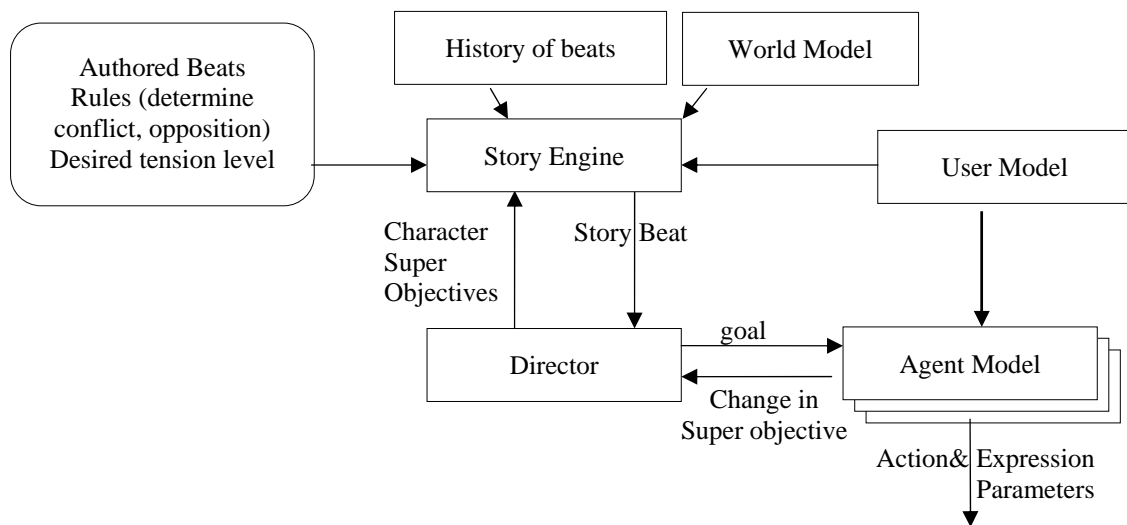 Authored Beats
Rules (determine
conflict, opposition)
Desired tension level
History of beats
World Model
Story Engine
User Model
Character
Super
Objectives
Story Beat
Director
goal
Agent Model
Change in
Super objective
Action& Expression
Parameters